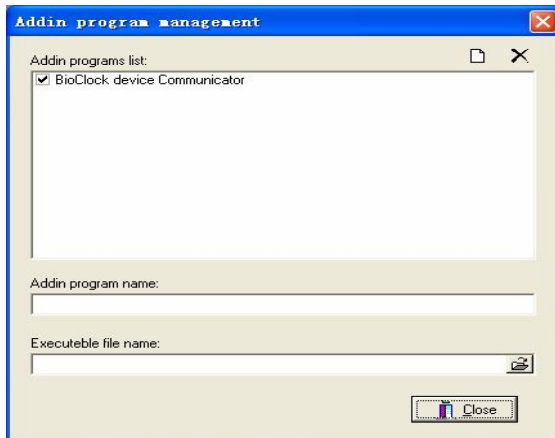 Addin program management
Addin programs list:
BioClock device Communicator
Addin program name:
Executeble file name:
Close